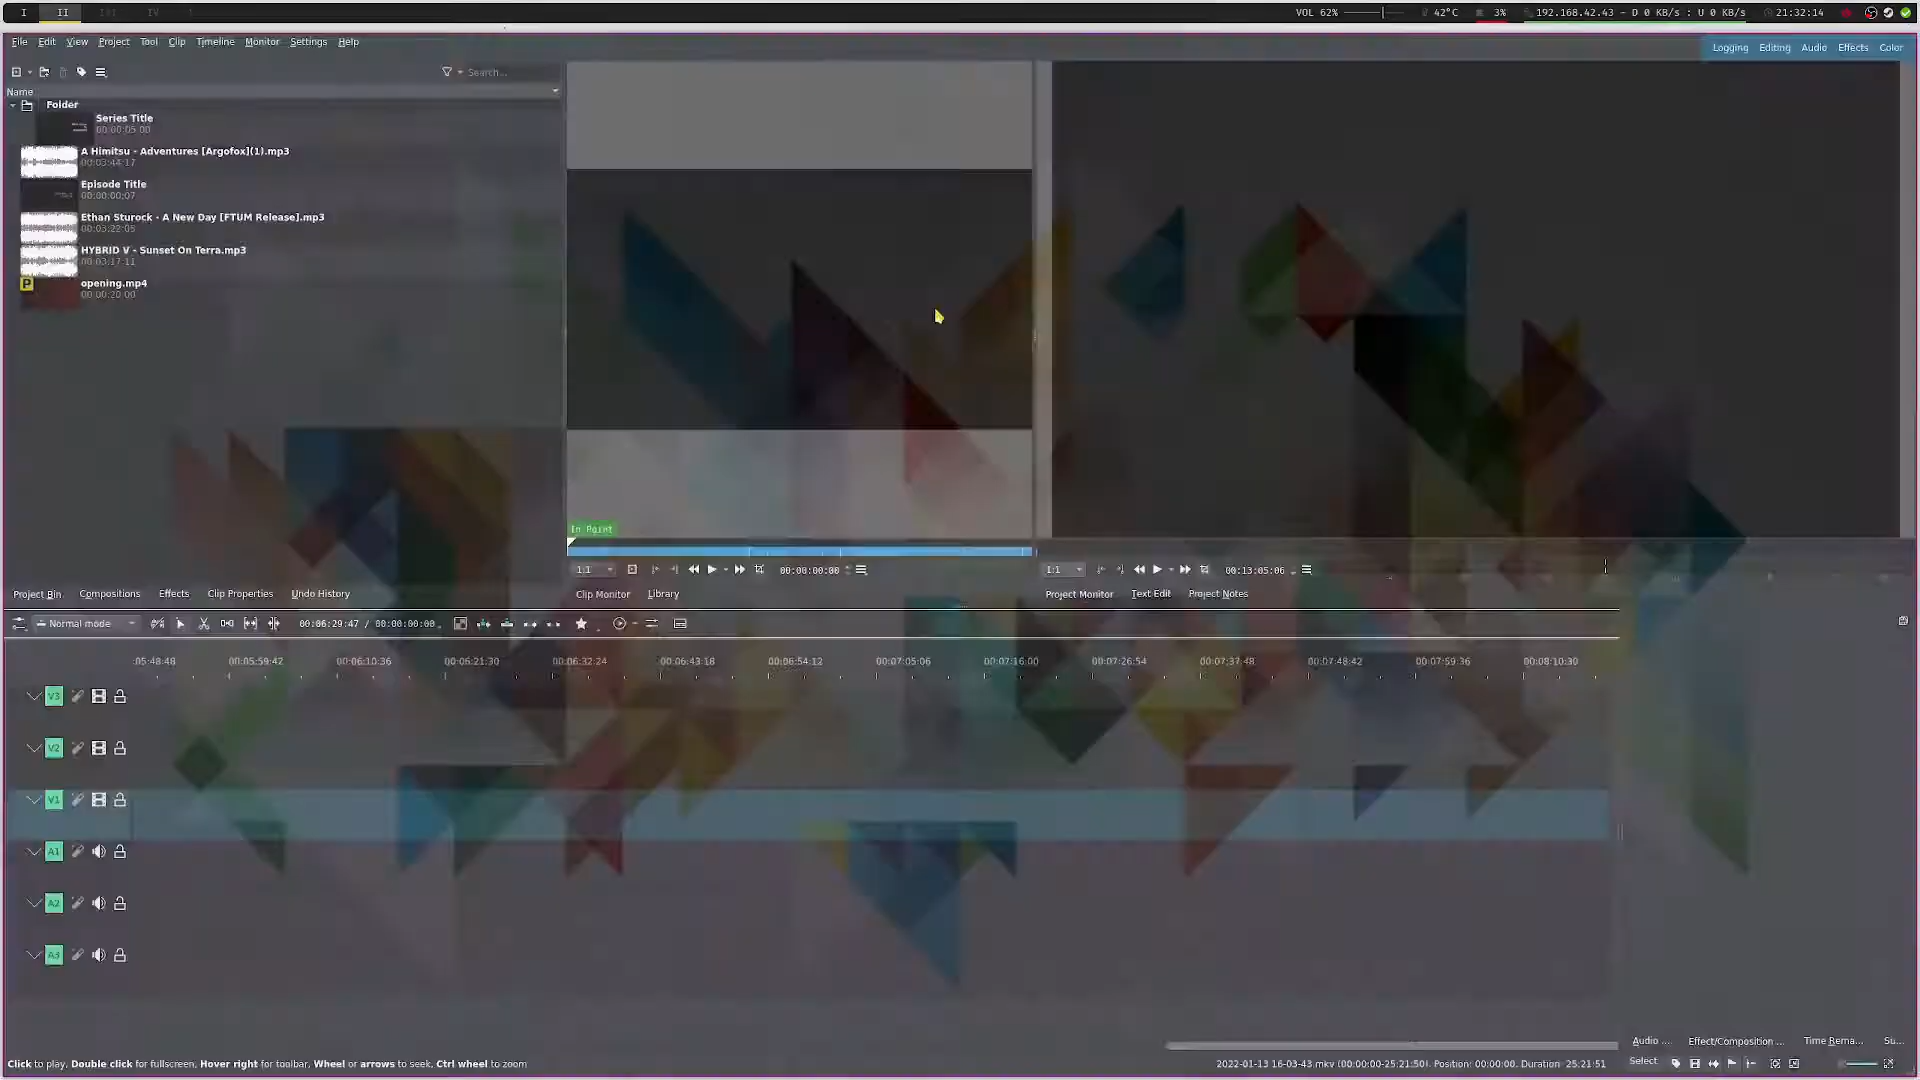 I II III IV VOL 62% 42°C 3% 192.168.42.43 - D 0 KB/s : U 0 KB/s 21:32:14
File Edit View Project Tool Clip Timeline Monitor Settings Help
Logging Editing Audio Effects Color
Search...
Name
Folder
Series Title
00:00:05:00
A Himitsu - Adventures [Argofox](1).mp3
00:03:44:17
Episode Title
00:00:00:07
Ethan Sturock - A New Day [FTUM Release].mp3
00:03:22:05
HYBRID V - Sunset On Terra.mp3
00:03:17:11
P
opening.mp4
00:00:20:00
In Point
1:1 00:00:00:00
1:1 00:13:05:06
Project Bin Compositions Effects Clip Properties Undo History
Clip Monitor Library
Project Monitor Text Edit Project Notes
Normal mode 00:06:29:47 / 00:00:00:00
:05:48:48 00:05:59:42 00:06:10:36 00:06:21:30 00:06:32:24 00:06:43:18 00:06:54:12 00:07:05:06 00:07:16:00 00:07:26:54 00:07:37:48 00:07:48:42 00:07:59:36 00:08:10:30
V3
V2
V1
A1
A2
A3
Audio ... Effect/Composition ... Time Rema... Su...
Click to play, Double click for fullscreen, Hover right for toolbar, Wheel or arrows to seek, Ctrl wheel to zoom
2022-01-13 16-03-43.mkv (00:00:00-25:21:50), Position: 00:00:00, Duration: 25:21:51
Select